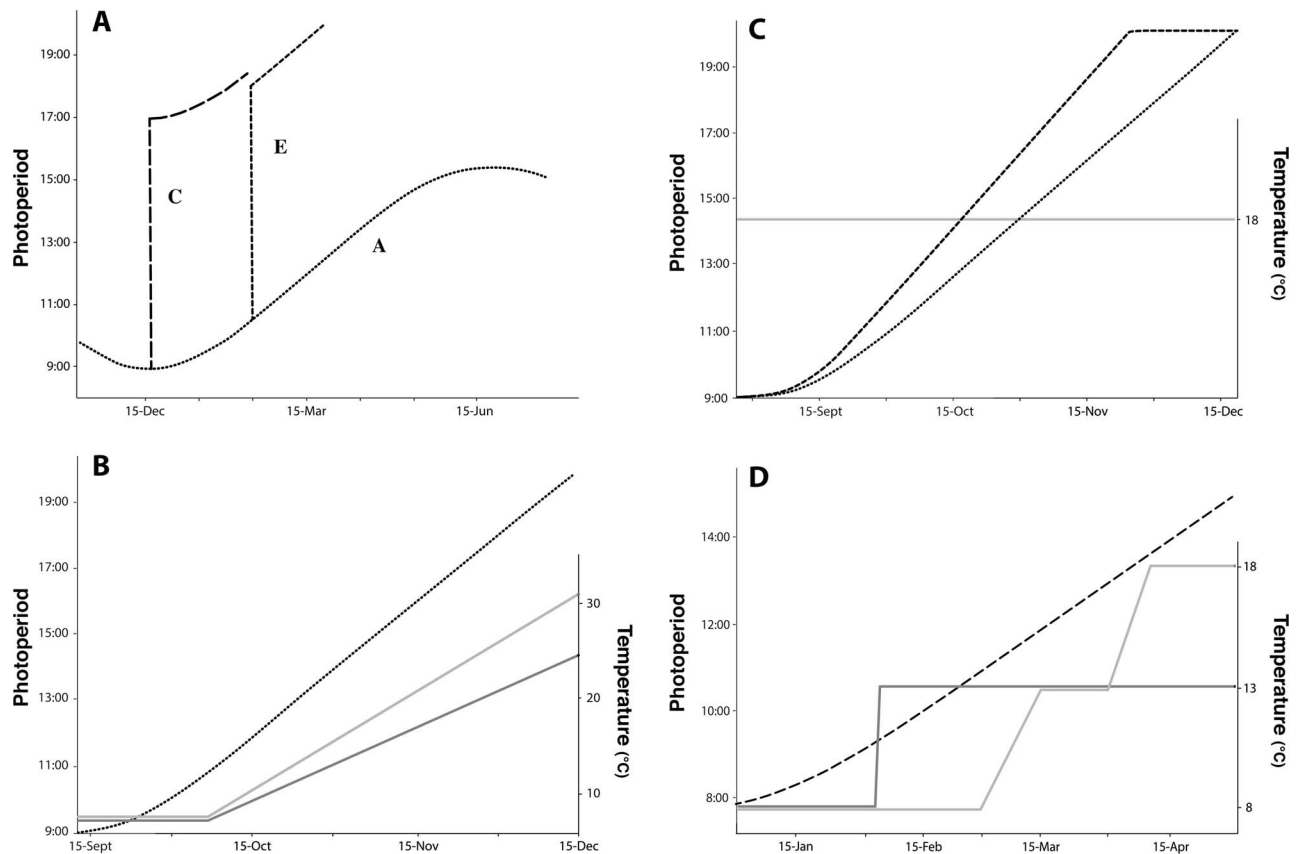 A
19:00
17:00
15:00
13:00
11:00
9:00
Photoperiod
C
E
A
15-Dec
15-Mar
15-Jun
C
19:00
17:00
15:00
13:00
11:00
9:00
Photoperiod
18
Temperature (°C)
15-Sept
15-Oct
15-Nov
15-Dec
B
19:00
17:00
15:00
13:00
11:00
9:00
Photoperiod
30
20
10
Temperature (°C)
15-Sept
15-Oct
15-Nov
15-Dec
D
14:00
12:00
10:00
8:00
Photoperiod
18
13
8
Temperature (°C)
15-Jan
15-Feb
15-Mar
15-Apr